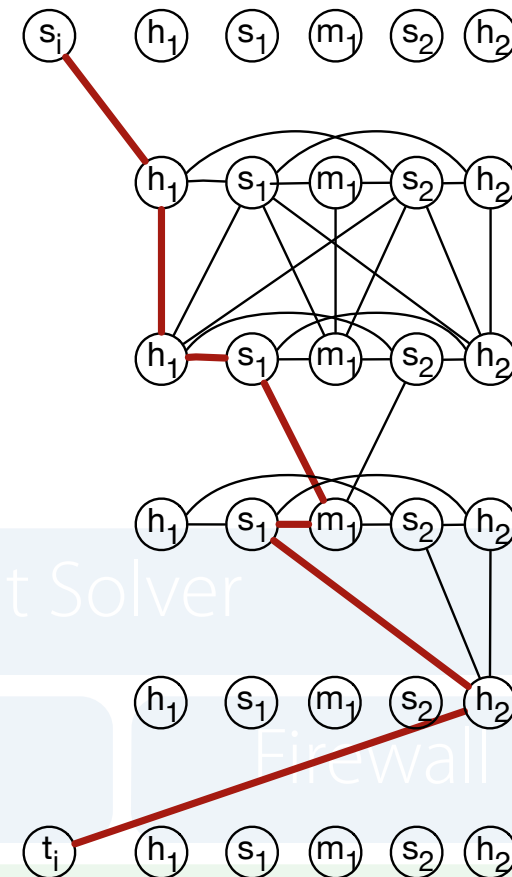 sᵢ h₁ s₁ m₁ s₂ h₂
h₁ s₁ m₁ s₂ h₂
h₁ s₁ m₁ s₂ h₂
h₁ s₁ m₁ s₂ h₂
t Solver
h₁ s₁ m₁ s₂ h₂
Firewall
tᵢ h₁ s₁ m₁ s₂ h₂